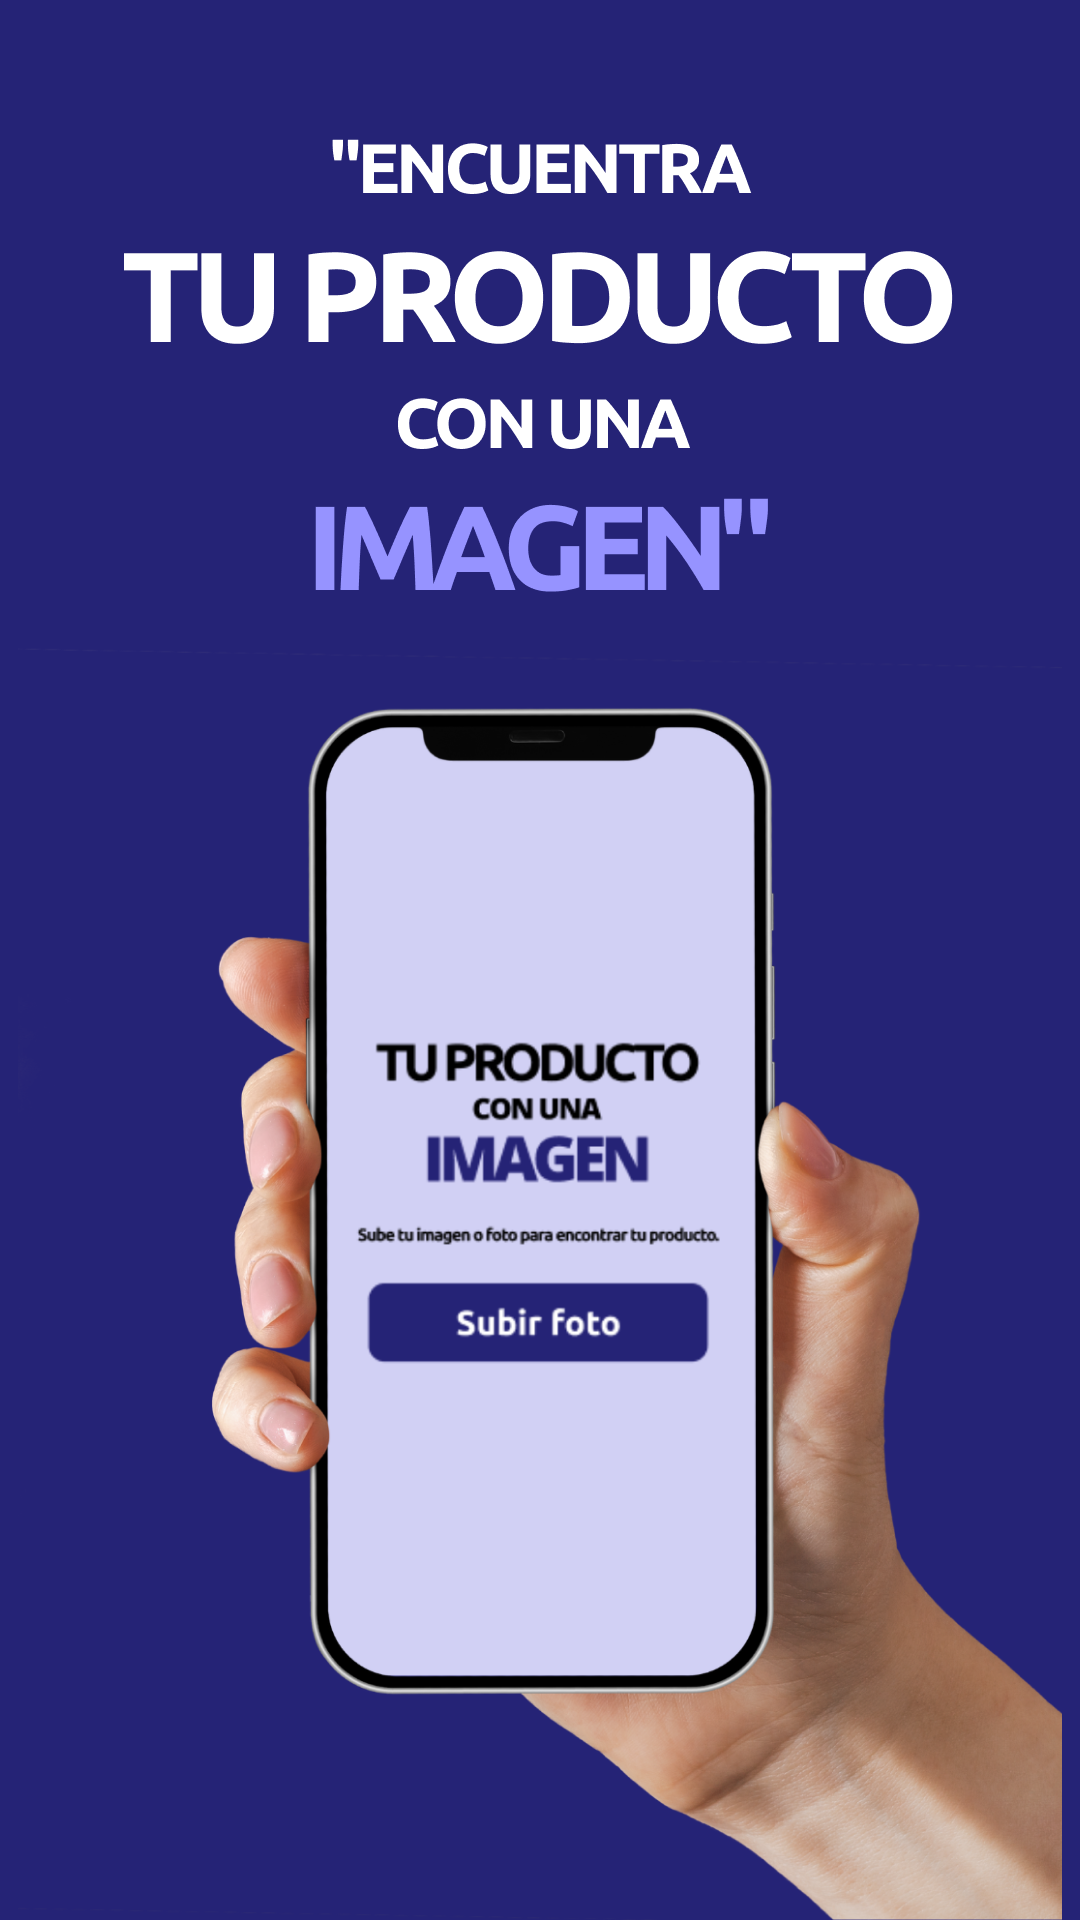 "ENCUENTRA
TU PRODUCTO
CON UNA
IMAGEN"
TU PRODUCTO
CON UNA
IMAGEN
Sube tu imagen o foto para encontrar tu producto.
Subir foto